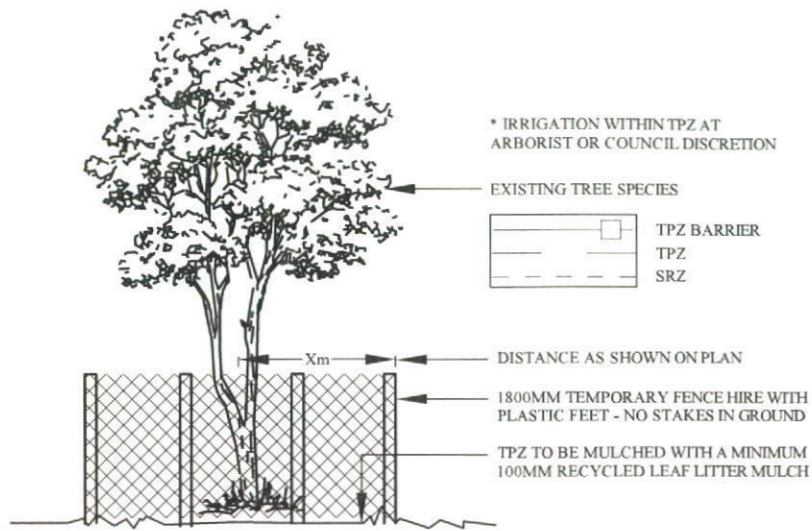 * IRRIGATION WITHIN TPZ AT
ARBORIST OR COUNCIL DISCRETION
EXISTING TREE SPECIES
TPZ BARRIER
TPZ
SRZ
Xm
DISTANCE AS SHOWN ON PLAN
1800MM TEMPORARY FENCE HIRE WITH
PLASTIC FEET - NO STAKES IN GROUND
TPZ TO BE MULCHED WITH A MINIMUM
100MM RECYCLED LEAF LITTER MULCH